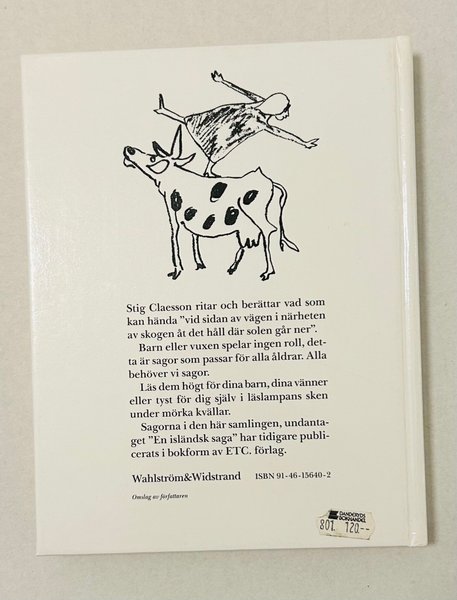 Stig Claesson ritar och berättar vad som
kan hända "vid sidan av vägen i närheten
av skogen åt det håll där solen går ner".
Barn eller vuxen spelar ingen roll, det-
ta är sagor som passar för alla åldrar. Alla
behöver vi sagor.
Läs dem högt för dina barn, dina vänner
eller tyst för dig själv i läslampans sken
under mörka kvällar.
Sagorna i den här samlingen, undanta-
get "En isländsk saga" har tidigare publi-
cerats i bokform av ETC. förlag.
Wahlström&Widstrand ISBN 91-46-15640-2
Omslag av författaren
DANDERYDS
BOKHANDEL
801. 120.--